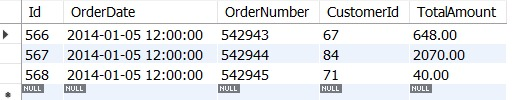 Id OrderDate OrderNumber CustomerId TotalAmount
566 2014-01-05 12:00:00 542943 67 648.00
567 2014-01-05 12:00:00 542944 84 2070.00
568 2014-01-05 12:00:00 542945 71 40.00
NULL NULL NULL NULL NULL